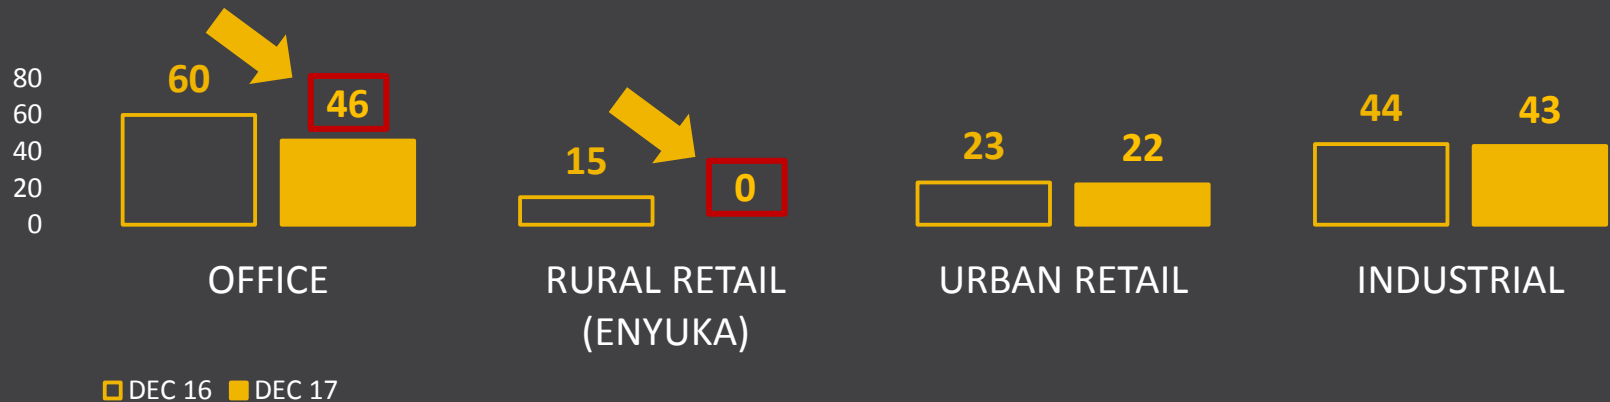 80
60
40
20
0
60
46
15
0
23
22
44
43
OFFICE
RURAL RETAIL
(ENYUKA)
URBAN RETAIL
INDUSTRIAL
DEC 16 DEC 17